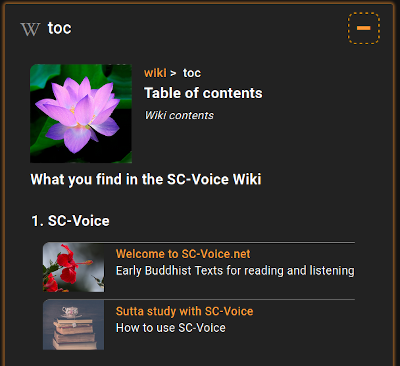 W toc
wiki > toc
Table of contents
Wiki contents
What you find in the SC-Voice Wiki
1. SC-Voice
Welcome to SC-Voice.net
Early Buddhist Texts for reading and listening
Sutta study with SC-Voice
How to use SC-Voice